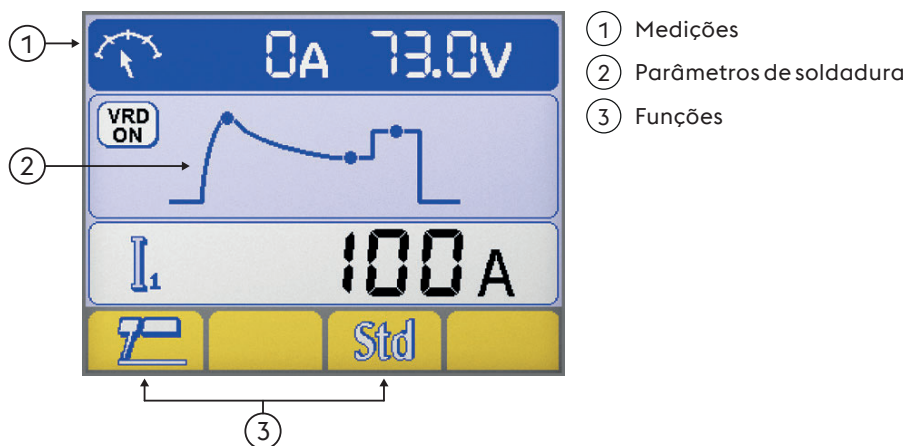 1
0A 73.0V
1 Medições
2 Parâmetros de soldadura
3 Funções
VRD
ON
2
I1
100A
Std
3